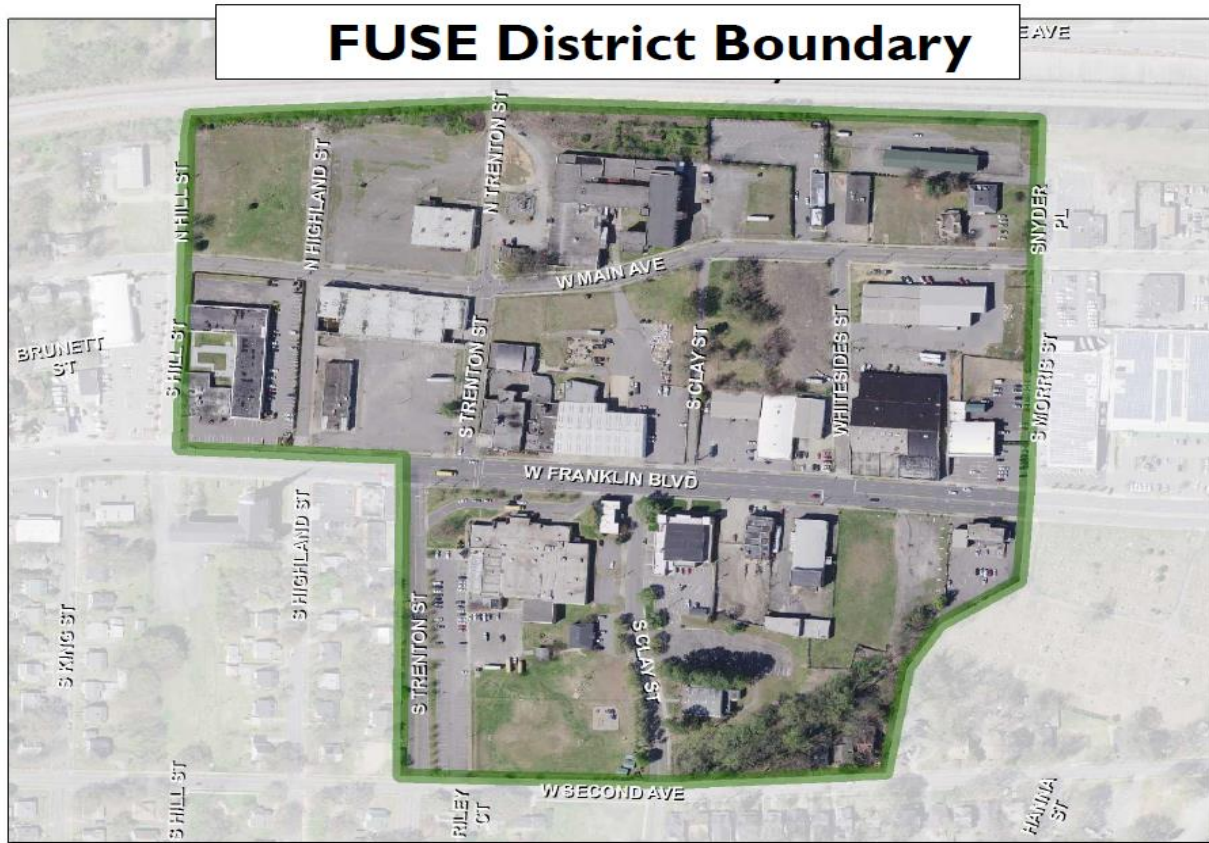 FUSE District Boundary
E AVE
N HILL ST
N HIGHLAND ST
N TRENTON ST
SNYDER
PL
W MAIN AVE
BRUNETT
ST
S HILL ST
S TRENTON ST
S CLAY ST
WHITESIDES ST
S MORRIS ST
W FRANKLIN BLVD
S HIGHLAND ST
S KING ST
S TRENTON ST
S CLAY ST
W SECOND AVE
S HILL ST
RILEY
CT
HANNA
ST